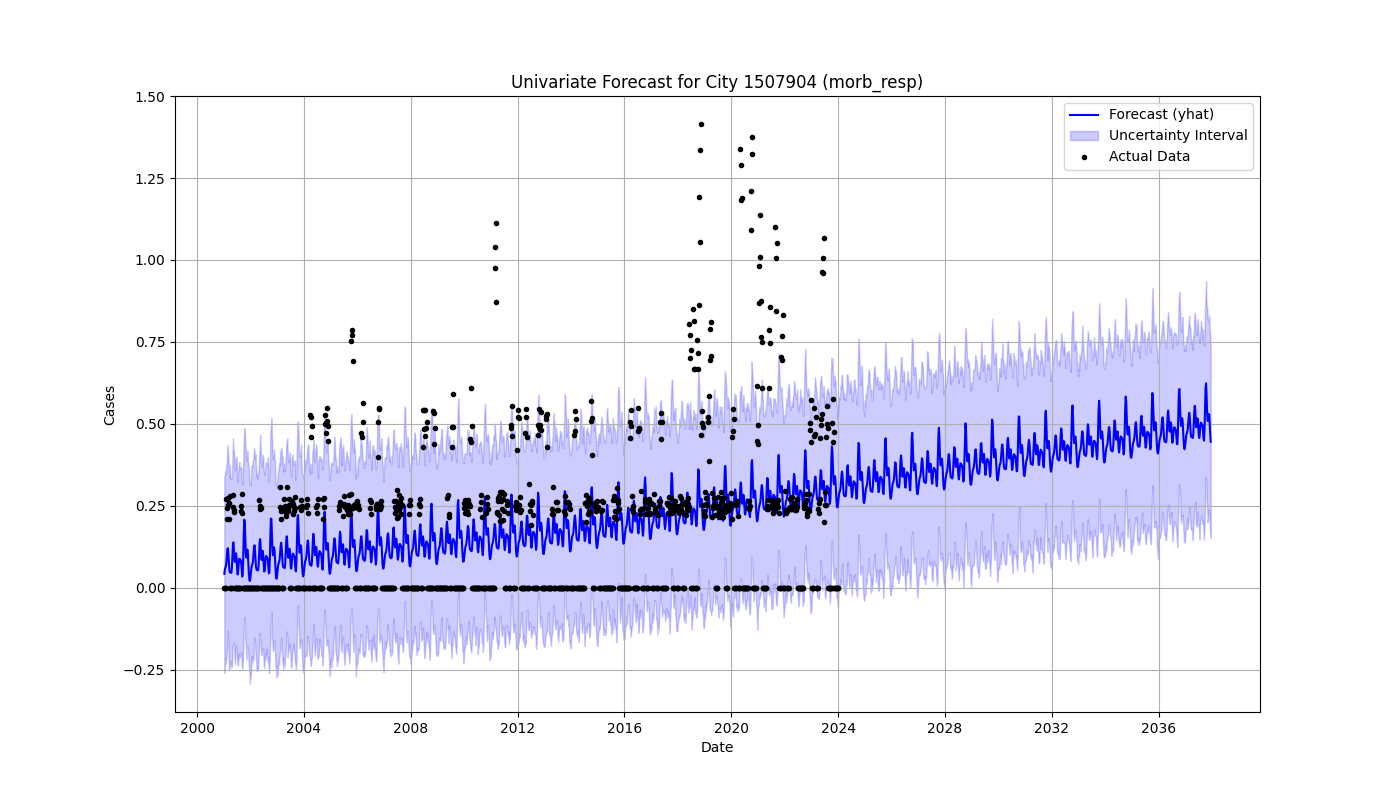 Univariate Forecast for City 1507904 (morb_resp)
Forecast (yhat)
Uncertainty Interval
Actual Data
1.50
1.25
1.00
0.75
0.50
0.25
0.00
−0.25
Cases
2000 2004 2008 2012 2016 2020 2024 2028 2032 2036
Date